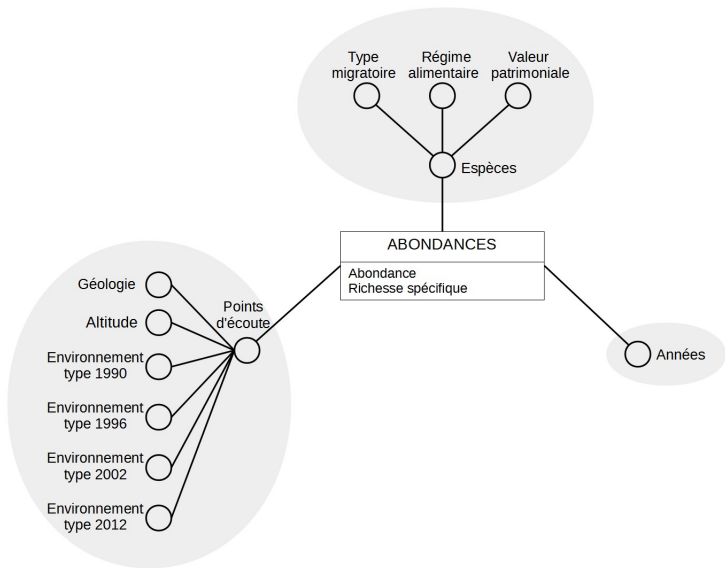 Type
migratoire
Régime
alimentaire
Valeur
patrimoniale
Espèces
ABONDANCES
Abondance
Richesse spécifique
Points
d'écoute
Géologie
Altitude
Environnement
type 1990
Environnement
type 1996
Environnement
type 2002
Environnement
type 2012
Années